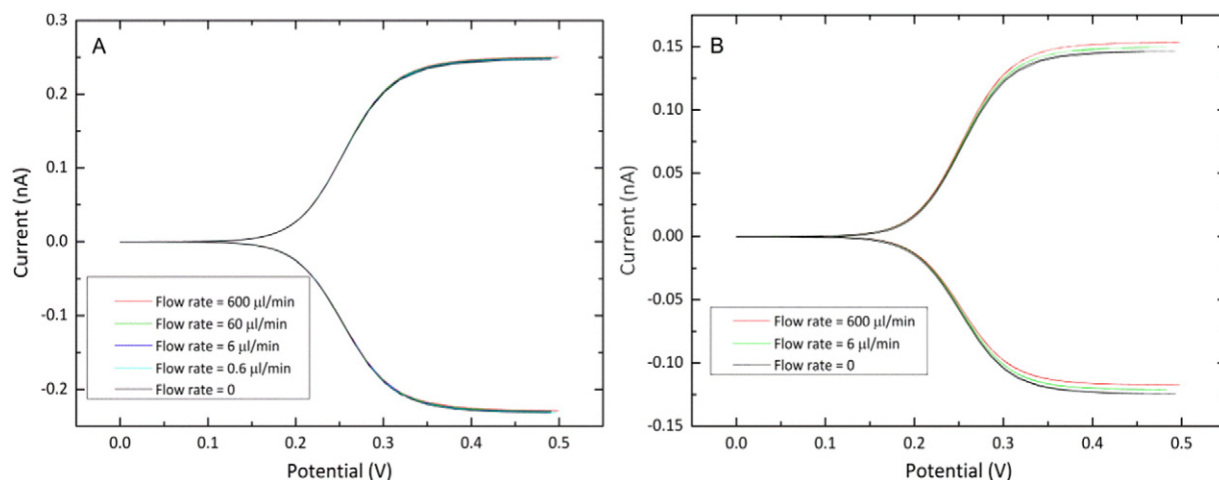 A
0.3
0.2
0.1
0.0
-0.1
-0.2
Current (nA)
Flow rate = 600 µl/min
Flow rate = 60 µl/min
Flow rate = 6 µl/min
Flow rate = 0.6 µl/min
Flow rate = 0
0.0 0.1 0.2 0.3 0.4 0.5
Potential (V)
B
0.15
0.10
0.05
0.00
-0.05
-0.10
-0.15
Current (nA)
Flow rate = 600 µl/min
Flow rate = 6 µl/min
Flow rate = 0
0.0 0.1 0.2 0.3 0.4 0.5
Potential (V)